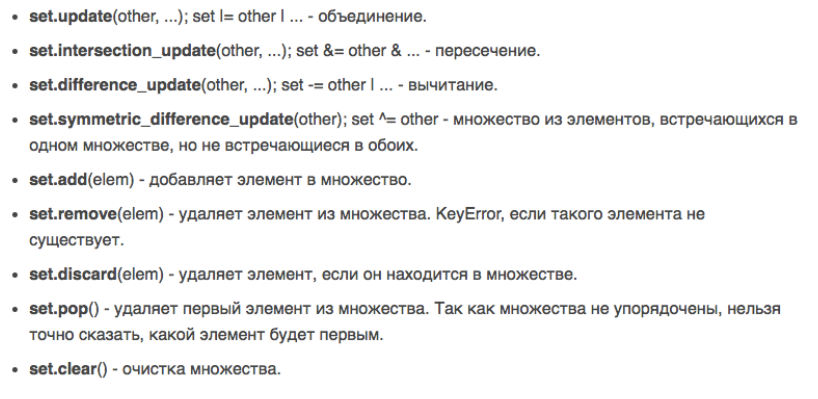 • set.update(other, ...); set |= other | ... - объединение.
• set.intersection_update(other, ...); set &= other & ... - пересечение.
• set.difference_update(other, ...); set -= other | ... - вычитание.
• set.symmetric_difference_update(other); set ^= other - множество из элементов, встречающихся в
одном множестве, но не встречающиеся в обоих.
• set.add(elem) - добавляет элемент в множество.
• set.remove(elem) - удаляет элемент из множества. KeyError, если такого элемента не
существует.
• set.discard(elem) - удаляет элемент, если он находится в множестве.
• set.pop() - удаляет первый элемент из множества. Так как множества не упорядочены, нельзя
точно сказать, какой элемент будет первым.
• set.clear() - очистка множества.